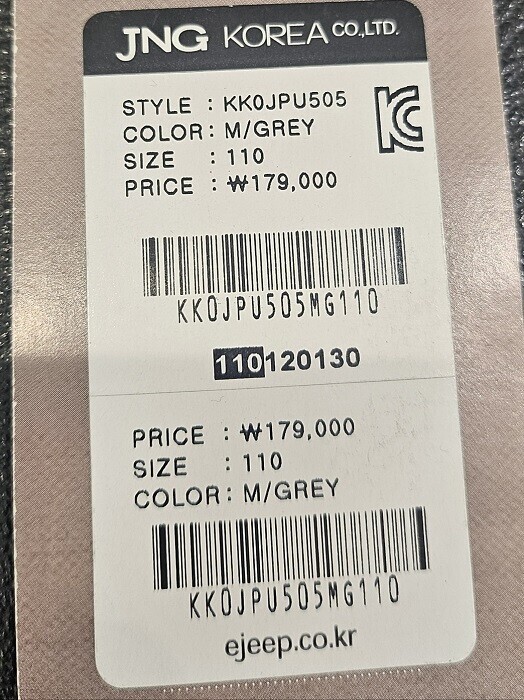 JNG KOREA CO.,LTD.
STYLE : KK0JPU505
COLOR : M/GREY
SIZE : 110
PRICE : ₩179,000
KC
KK0JPU505MG110
110120130
PRICE : ₩179,000
SIZE : 110
COLOR : M/GREY
KK0JPU505MG110
ejeep.co.kr